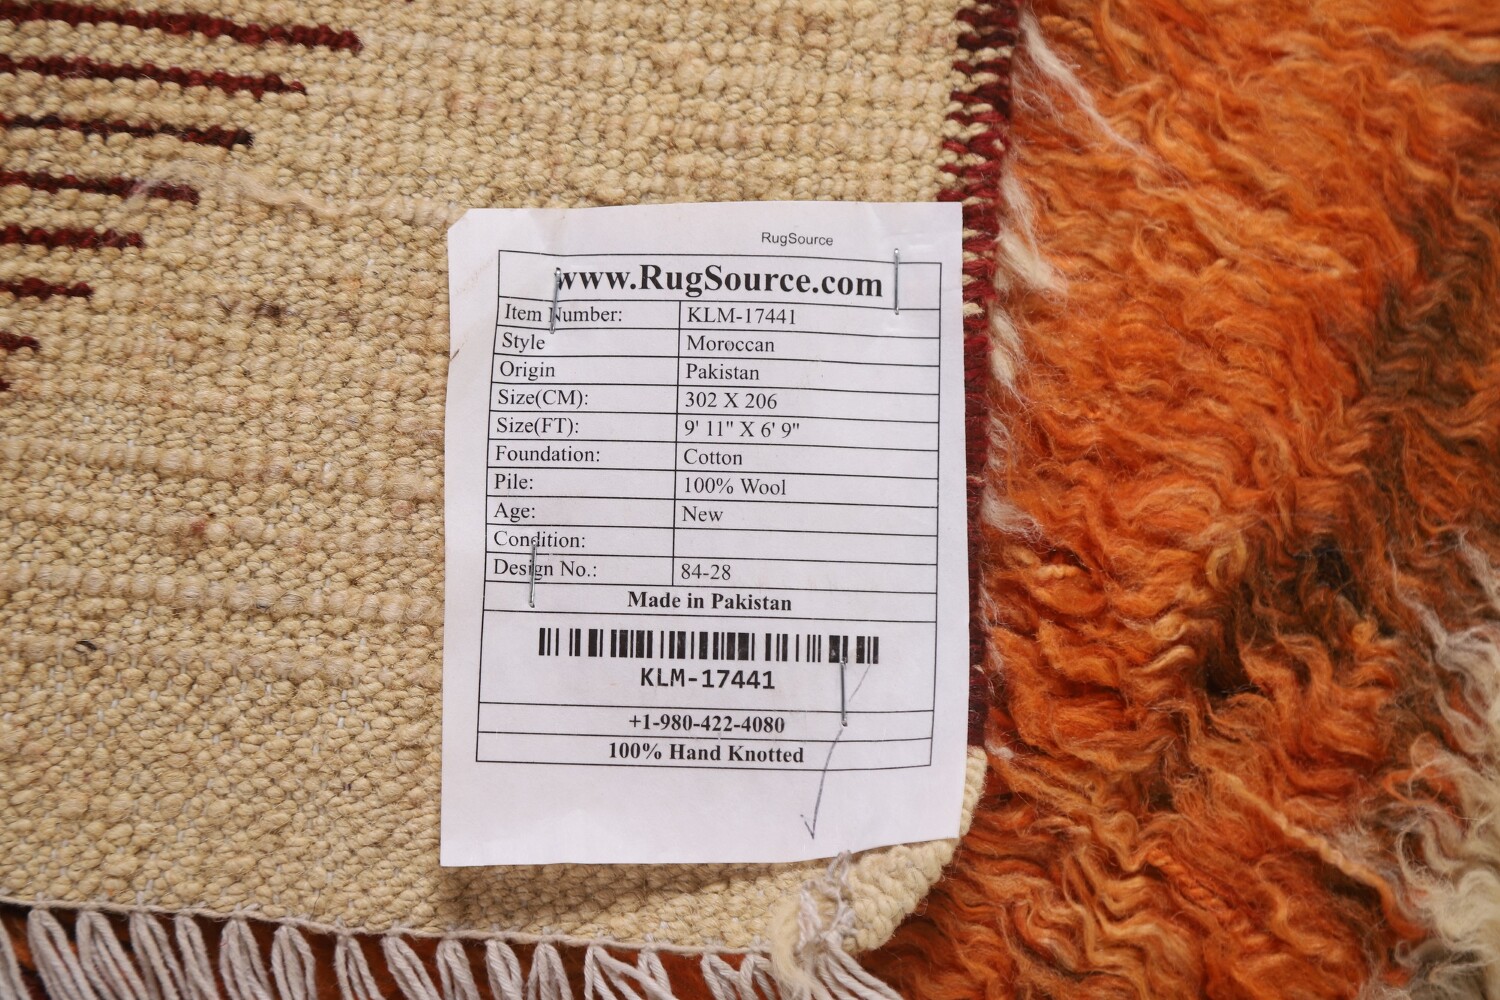 RugSource
www.RugSource.com
Item Number: KLM-17441
Style Moroccan
Origin Pakistan
Size(CM): 302 X 206
Size(FT): 9' 11" X 6' 9"
Foundation: Cotton
Pile: 100% Wool
Age: New
Condition:
Design No.: 84-28
Made in Pakistan
KLM-17441
+1-980-422-4080
100% Hand Knotted